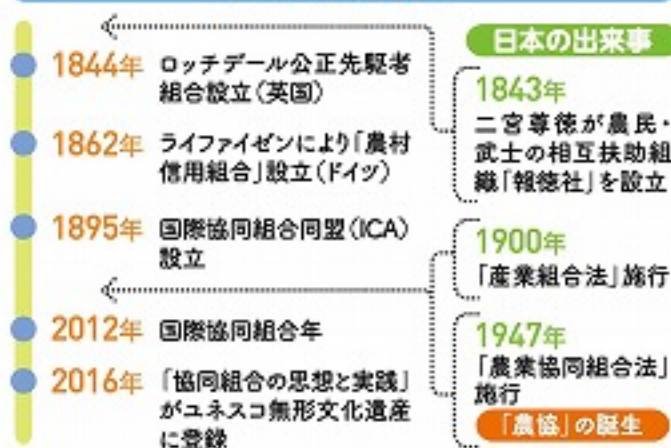 1844年 ロッチデール公正先駆者
組合設立(英国)
1862年 ライファイゼンにより「農村
信用組合」設立(ドイツ)
1895年 国際協同組合同盟(ICA)
設立
2012年 国際協同組合年
2016年 「協同組合の思想と実践」
がユネスコ無形文化遺産
に登録
日本の出来事
1843年
二宮尊徳が農民・
武士の相互扶助組
織「報徳社」を設立
1900年
「産業組合法」施行
1947年
「農業協同組合法」
施行
「農協」の誕生